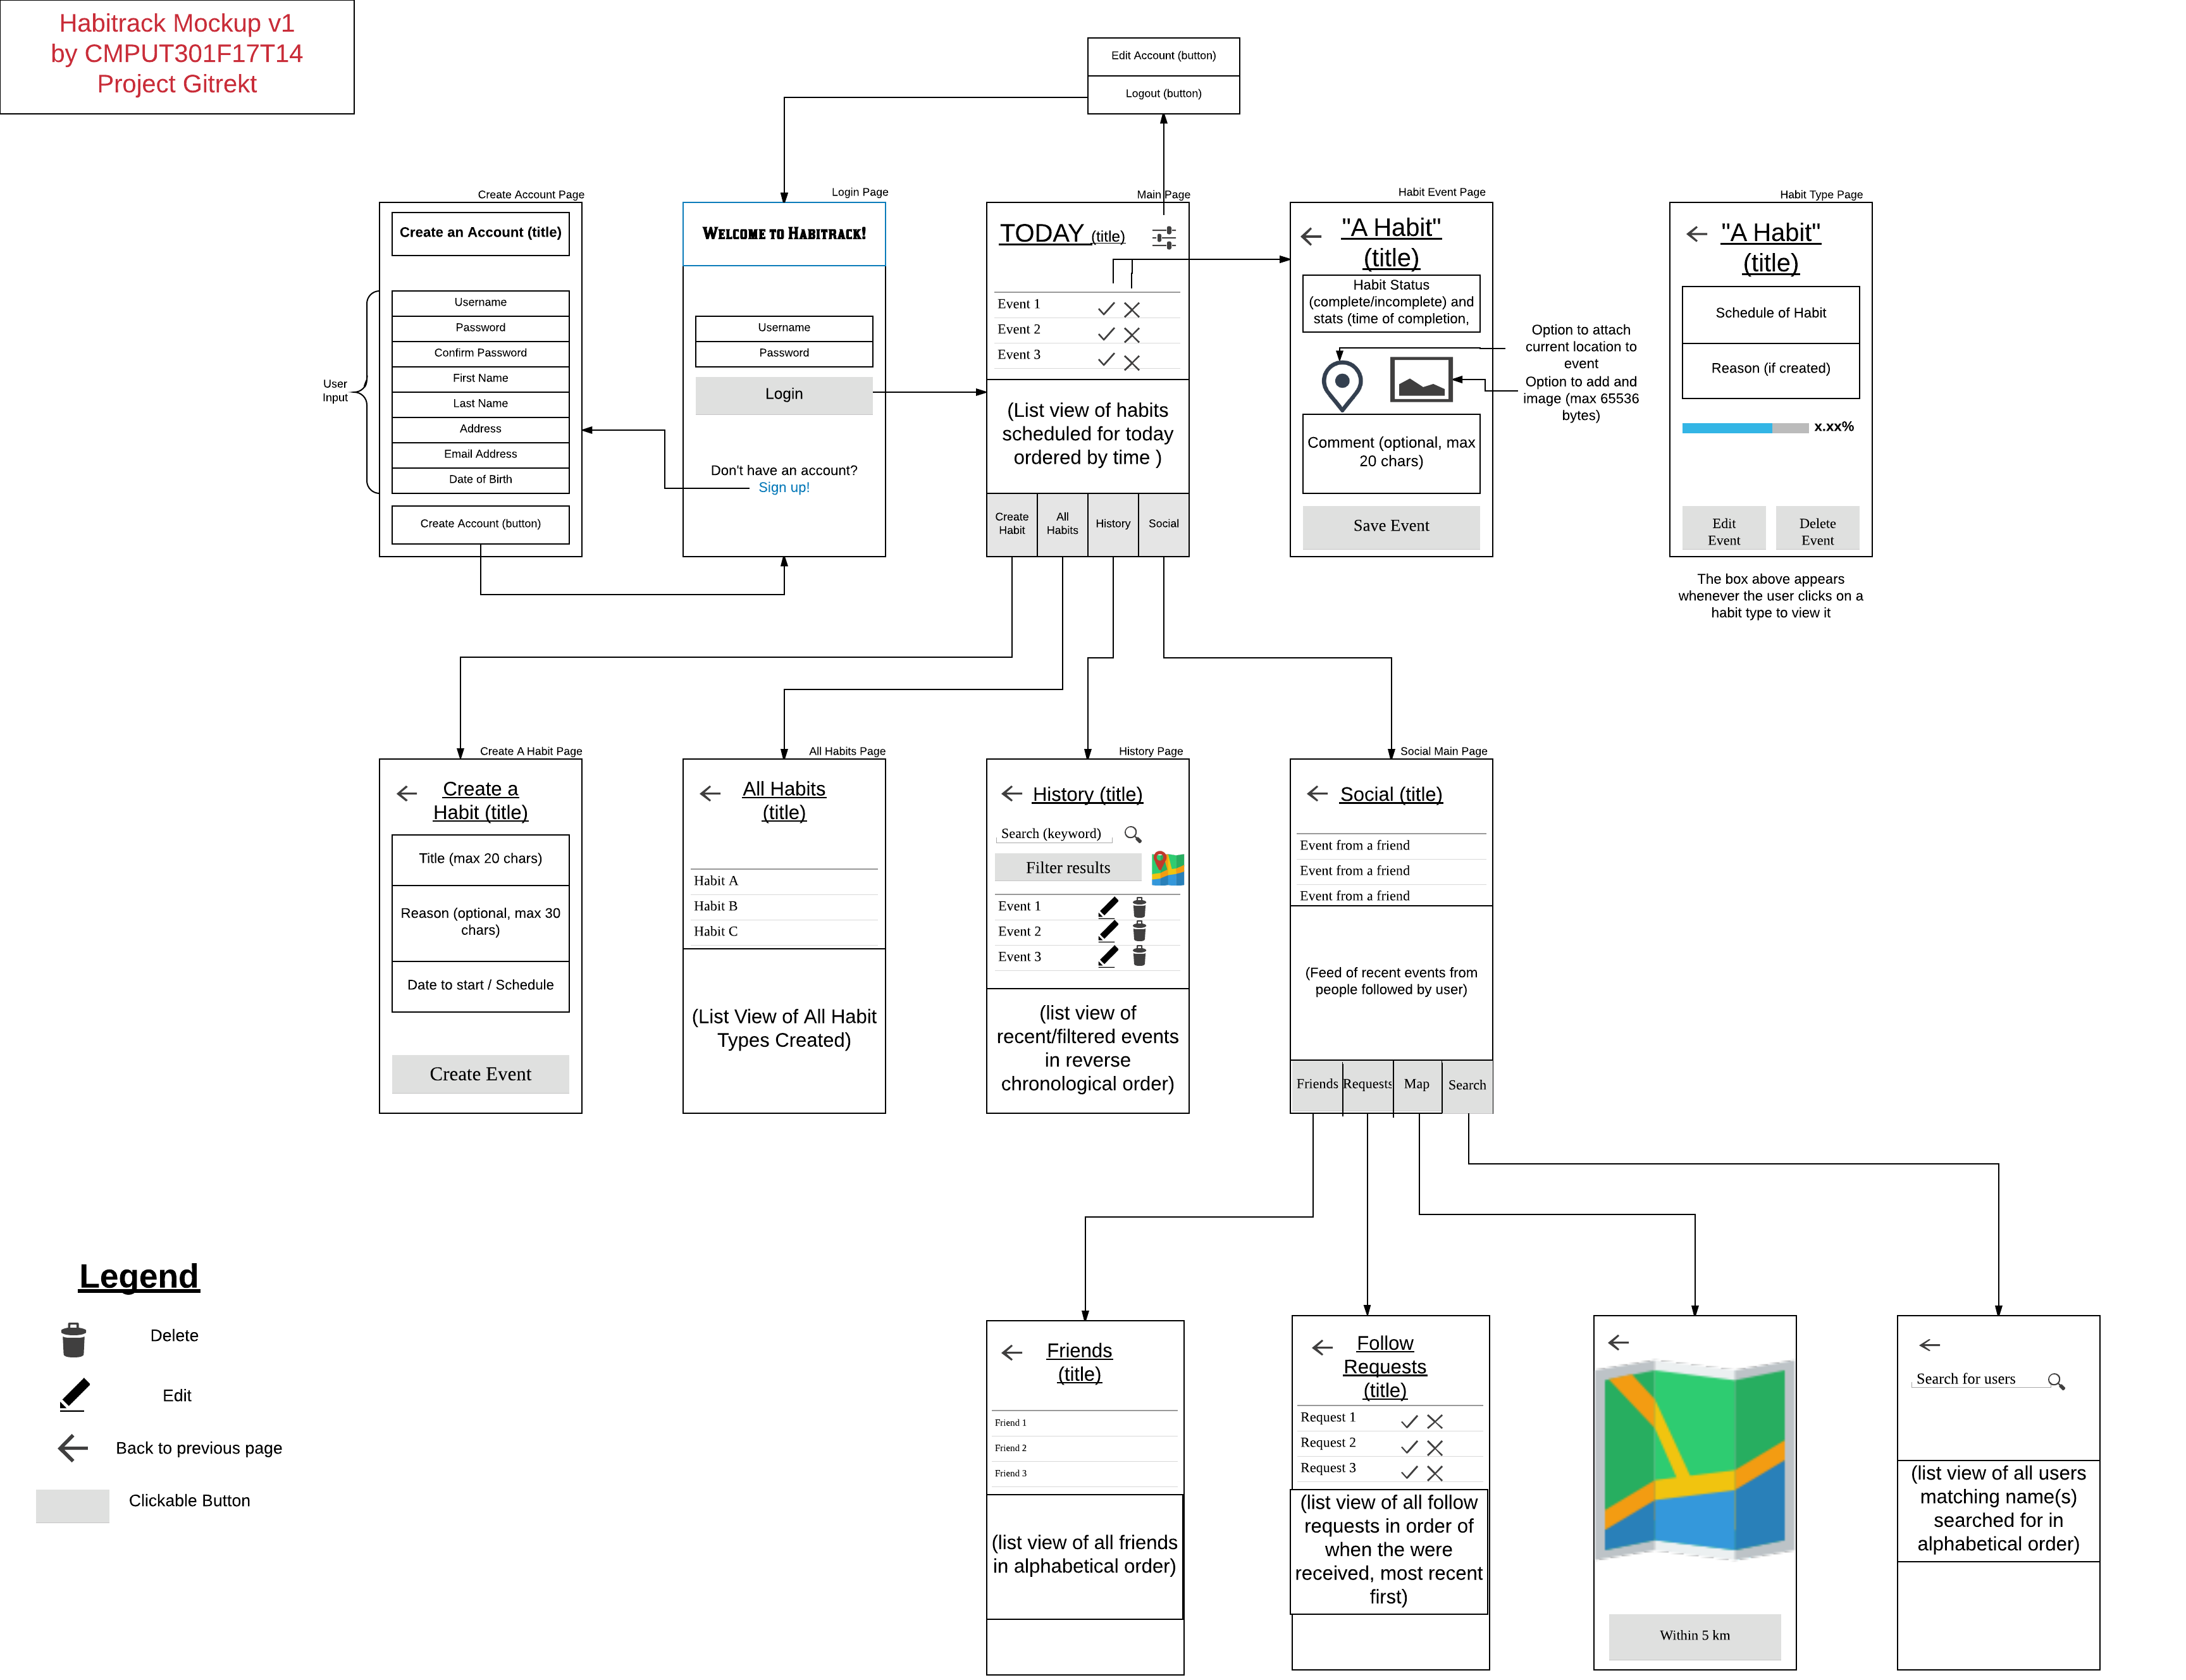 Habitrack Mockup v1
by CMPUT301F17T14
Project Gitrekt
Edit Account (button)
Logout (button)
Create Account Page
Create an Account (title)
User
Input
Username
Password
Confirm Password
First Name
Last Name
Address
Email Address
Date of Birth
Create Account (button)
Login Page
Welcome to Habitrack!
Username
Password
Login
Don't have an account?
Sign up!
Main Page
TODAY (title)
Event 1
Event 2
Event 3
(List view of habits
scheduled for today
ordered by time )
Create
Habit
All
Habits
History
Social
Habit Event Page
"A Habit"
(title)
Habit Status
(complete/incomplete) and
stats (time of completion,
Option to attach
current location to
event
Option to add and
image (max 65536
bytes)
Comment (optional, max
20 chars)
Save Event
Habit Type Page
"A Habit"
(title)
Schedule of Habit
Reason (if created)
x.xx%
Edit
Event
Delete
Event
The box above appears
whenever the user clicks on a
habit type to view it
Create A Habit Page
Create a
Habit (title)
Title (max 20 chars)
Reason (optional, max 30
chars)
Date to start / Schedule
Create Event
All Habits Page
All Habits
(title)
Habit A
Habit B
Habit C
(List View of All Habit
Types Created)
History Page
History (title)
Search (keyword)
Filter results
Event 1
Event 2
Event 3
(list view of
recent/filtered events
in reverse
chronological order)
Social Main Page
Social (title)
Event from a friend
Event from a friend
Event from a friend
(Feed of recent events from
people followed by user)
Friends
Requests
Map
Search
Legend
Delete
Edit
Back to previous page
Clickable Button
Friends
(title)
Friend 1
Friend 2
Friend 3
(list view of all friends
in alphabetical order)
Follow
Requests
(title)
Request 1
Request 2
Request 3
(list view of all follow
requests in order of
when the were
received, most recent
first)
Within 5 km
Search for users
(list view of all users
matching name(s)
searched for in
alphabetical order)